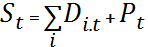 S_t = \sum_i D_{i.t} + P_t